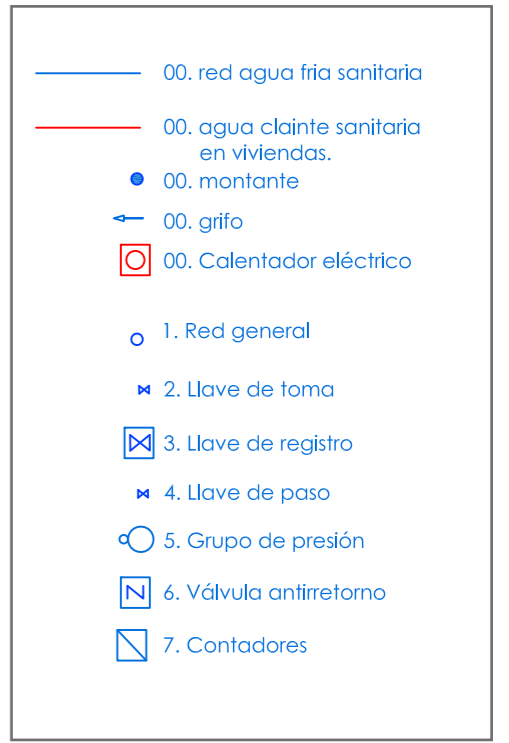 00. red agua fria sanitaria
00. agua clainte sanitaria
en viviendas.
00. montante
00. grifo
00. Calentador eléctrico
1. Red general
2. Llave de toma
3. Llave de registro
4. Llave de paso
5. Grupo de presión
6. Válvula antirretorno
7. Contadores